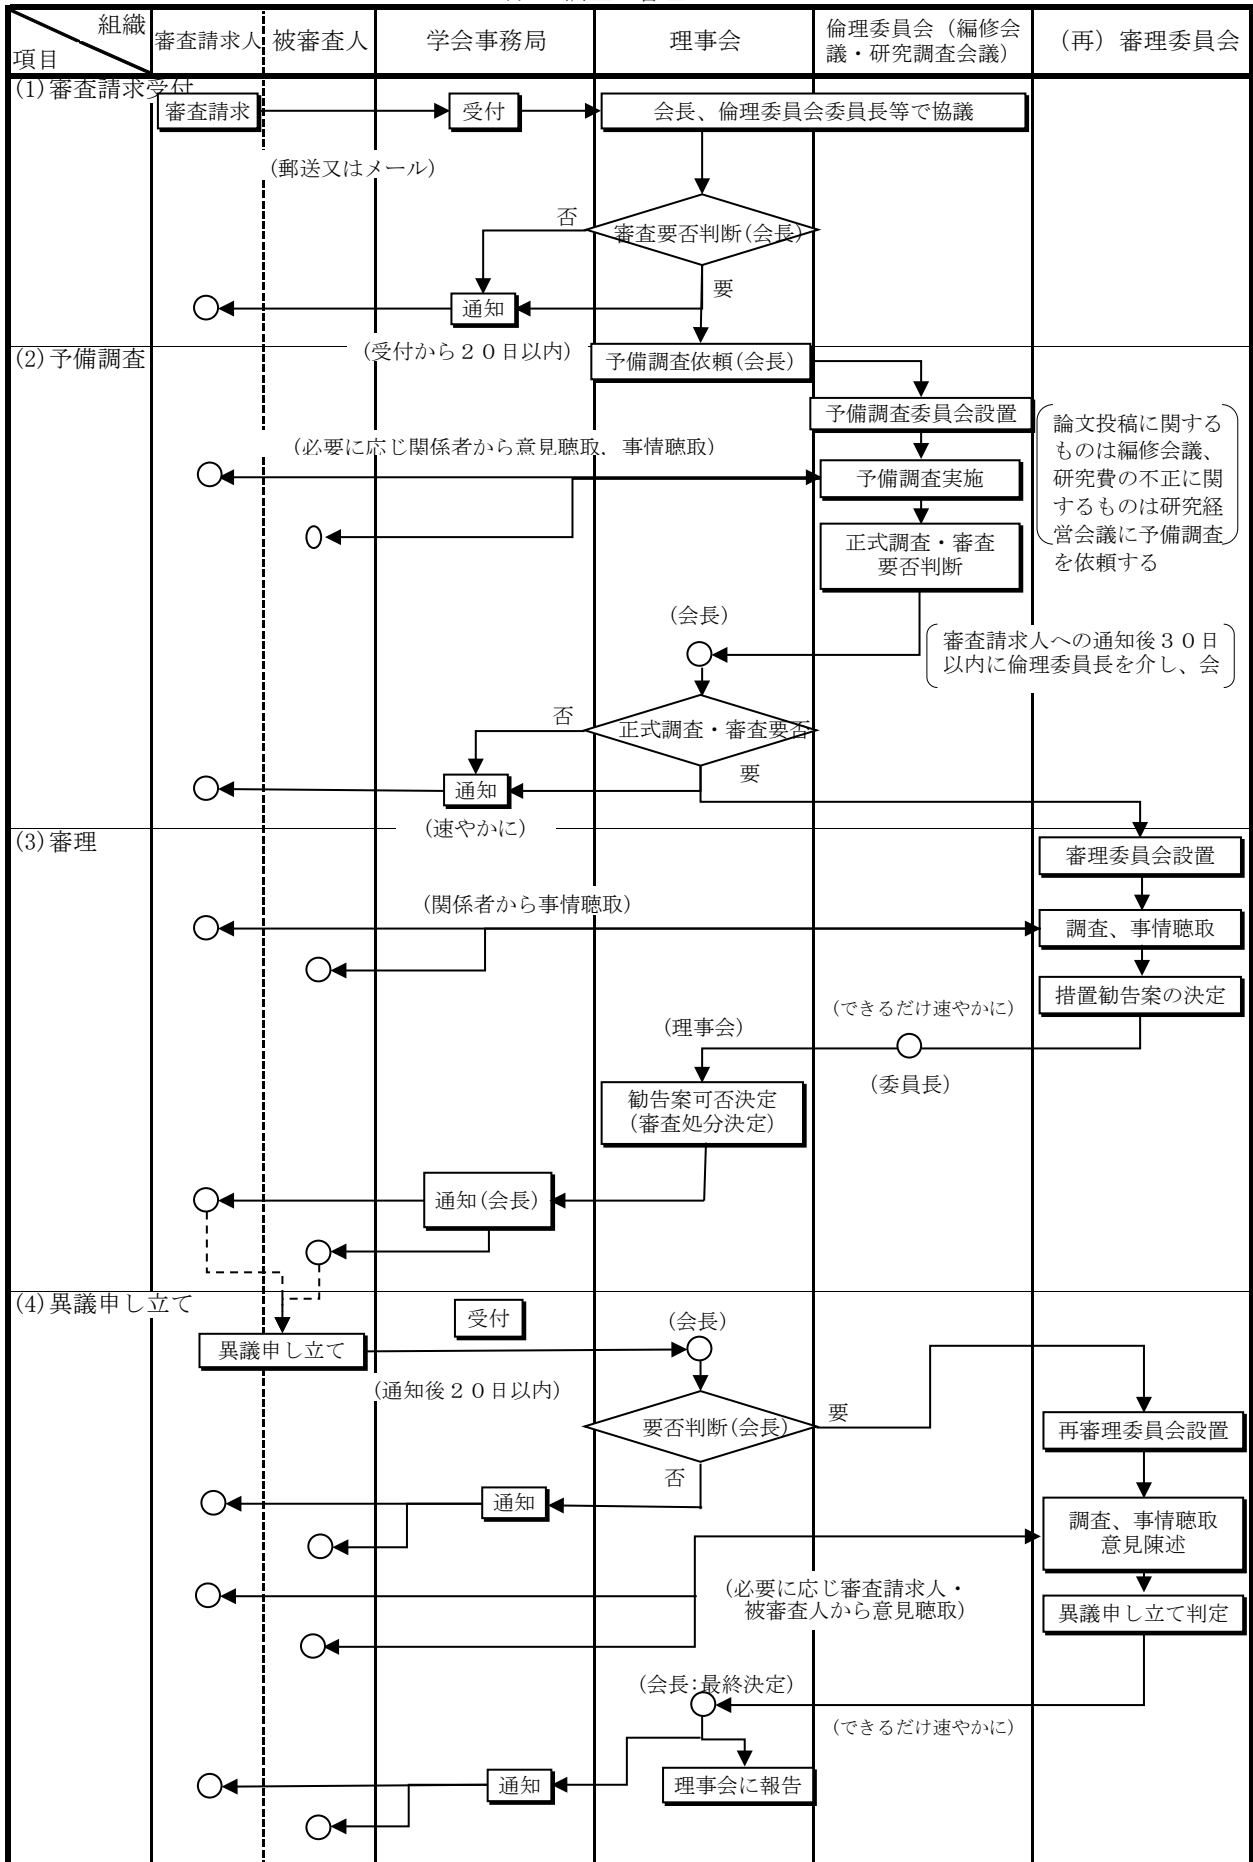 組織
項目
審査請求人
被審査人
学会事務局
理事会
倫理委員会（編修会
議・研究調査会議）
（再）審理委員会
(1)審査請求受付
審査請求
受付
会長、倫理委員会委員長等で協議
(郵送又はメール)
否
審査要否判断(会長)
要
通知
(受付から２０日以内)
(2)予備調査
予備調査依頼(会長)
予備調査委員会設置
論文投稿に関する
ものは編修会議、
研究費の不正に関
するものは研究経
営会議に予備調査
を依頼する
(必要に応じ関係者から意見聴取、事情聴取)
予備調査実施
正式調査・審査
要否判断
(会長)
審査請求人への通知後３０日
以内に倫理委員長を介し、会
否
正式調査・審査要否
要
通知
(速やかに)
(3)審理
審理委員会設置
(関係者から事情聴取)
調査、事情聴取
措置勧告案の決定
(できるだけ速やかに)
(理事会)
(委員長)
勧告案可否決定
(審査処分決定)
通知(会長)
(4)異議申し立て
受付
(会長)
異議申し立て
(通知後２０日以内)
要否判断(会長)
要
再審理委員会設置
否
通知
調査、事情聴取
意見陳述
(必要に応じ審査請求人・
被審査人から意見聴取)
異議申し立て判定
(会長:最終決定)
(できるだけ速やかに)
通知
理事会に報告